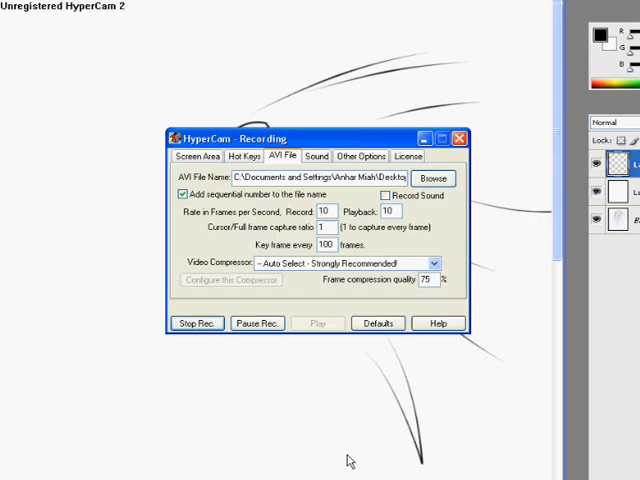 Unregistered HyperCam 2
R
G
B
Normal
Lock:
HyperCam - Recording
Screen Area Hot Keys AVI File Sound Other Options License
AVI File Name: C:\Documents and Settings\Anhar Miah\Desktop Browse
Add sequential number to the file name Record Sound
Rate in Frames per Second, Record: 10 Playback: 10
Cursor/Full frame capture ratio 1 (1 to capture every frame)
Key frame every 100 frames.
Video Compressor: -- Auto Select - Strongly Recommended!
Configure this Compressor Frame compression quality 75 %
Stop Rec. Pause Rec. Play Defaults Help